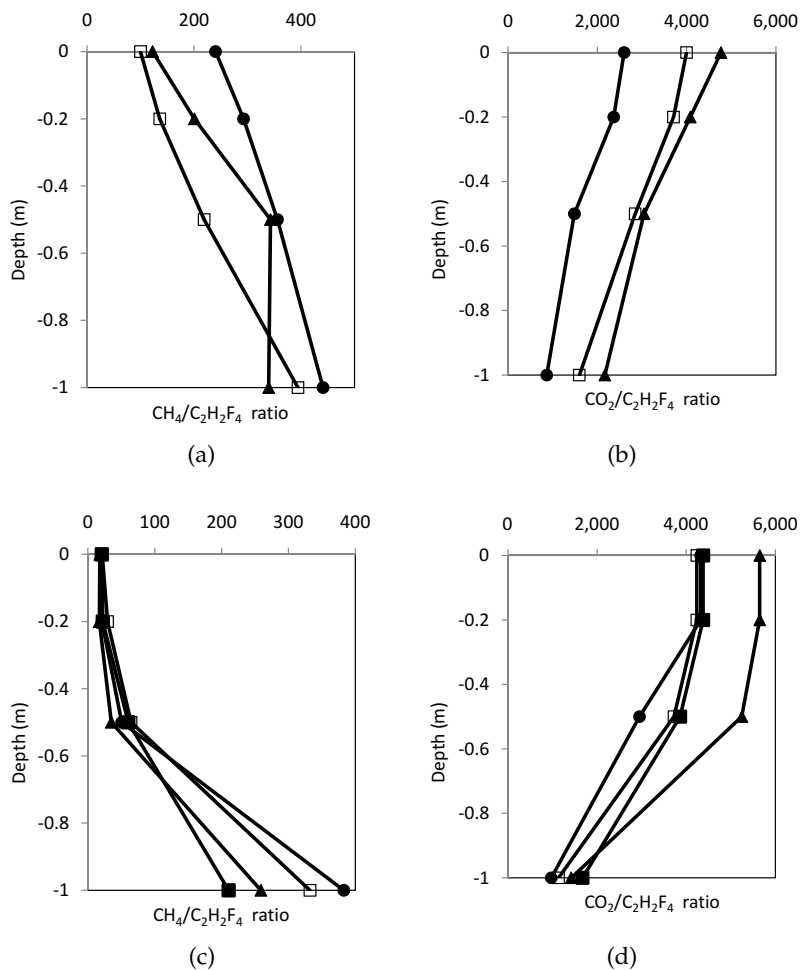 0 200 400
0
-0.2
-0.4
-0.6
-0.8
-1
Depth (m)
CH₄/C₂H₂F₄ ratio
(a)
0 2,000 4,000 6,000
0
-0.2
-0.4
-0.6
-0.8
-1
Depth (m)
CO₂/C₂H₂F₄ ratio
(b)
0 100 200 300 400
0
-0.2
-0.4
-0.6
-0.8
-1
Depth (m)
CH₄/C₂H₂F₄ ratio
(c)
0 2,000 4,000 6,000
0
-0.2
-0.4
-0.6
-0.8
-1
Depth (m)
CO₂/C₂H₂F₄ ratio
(d)